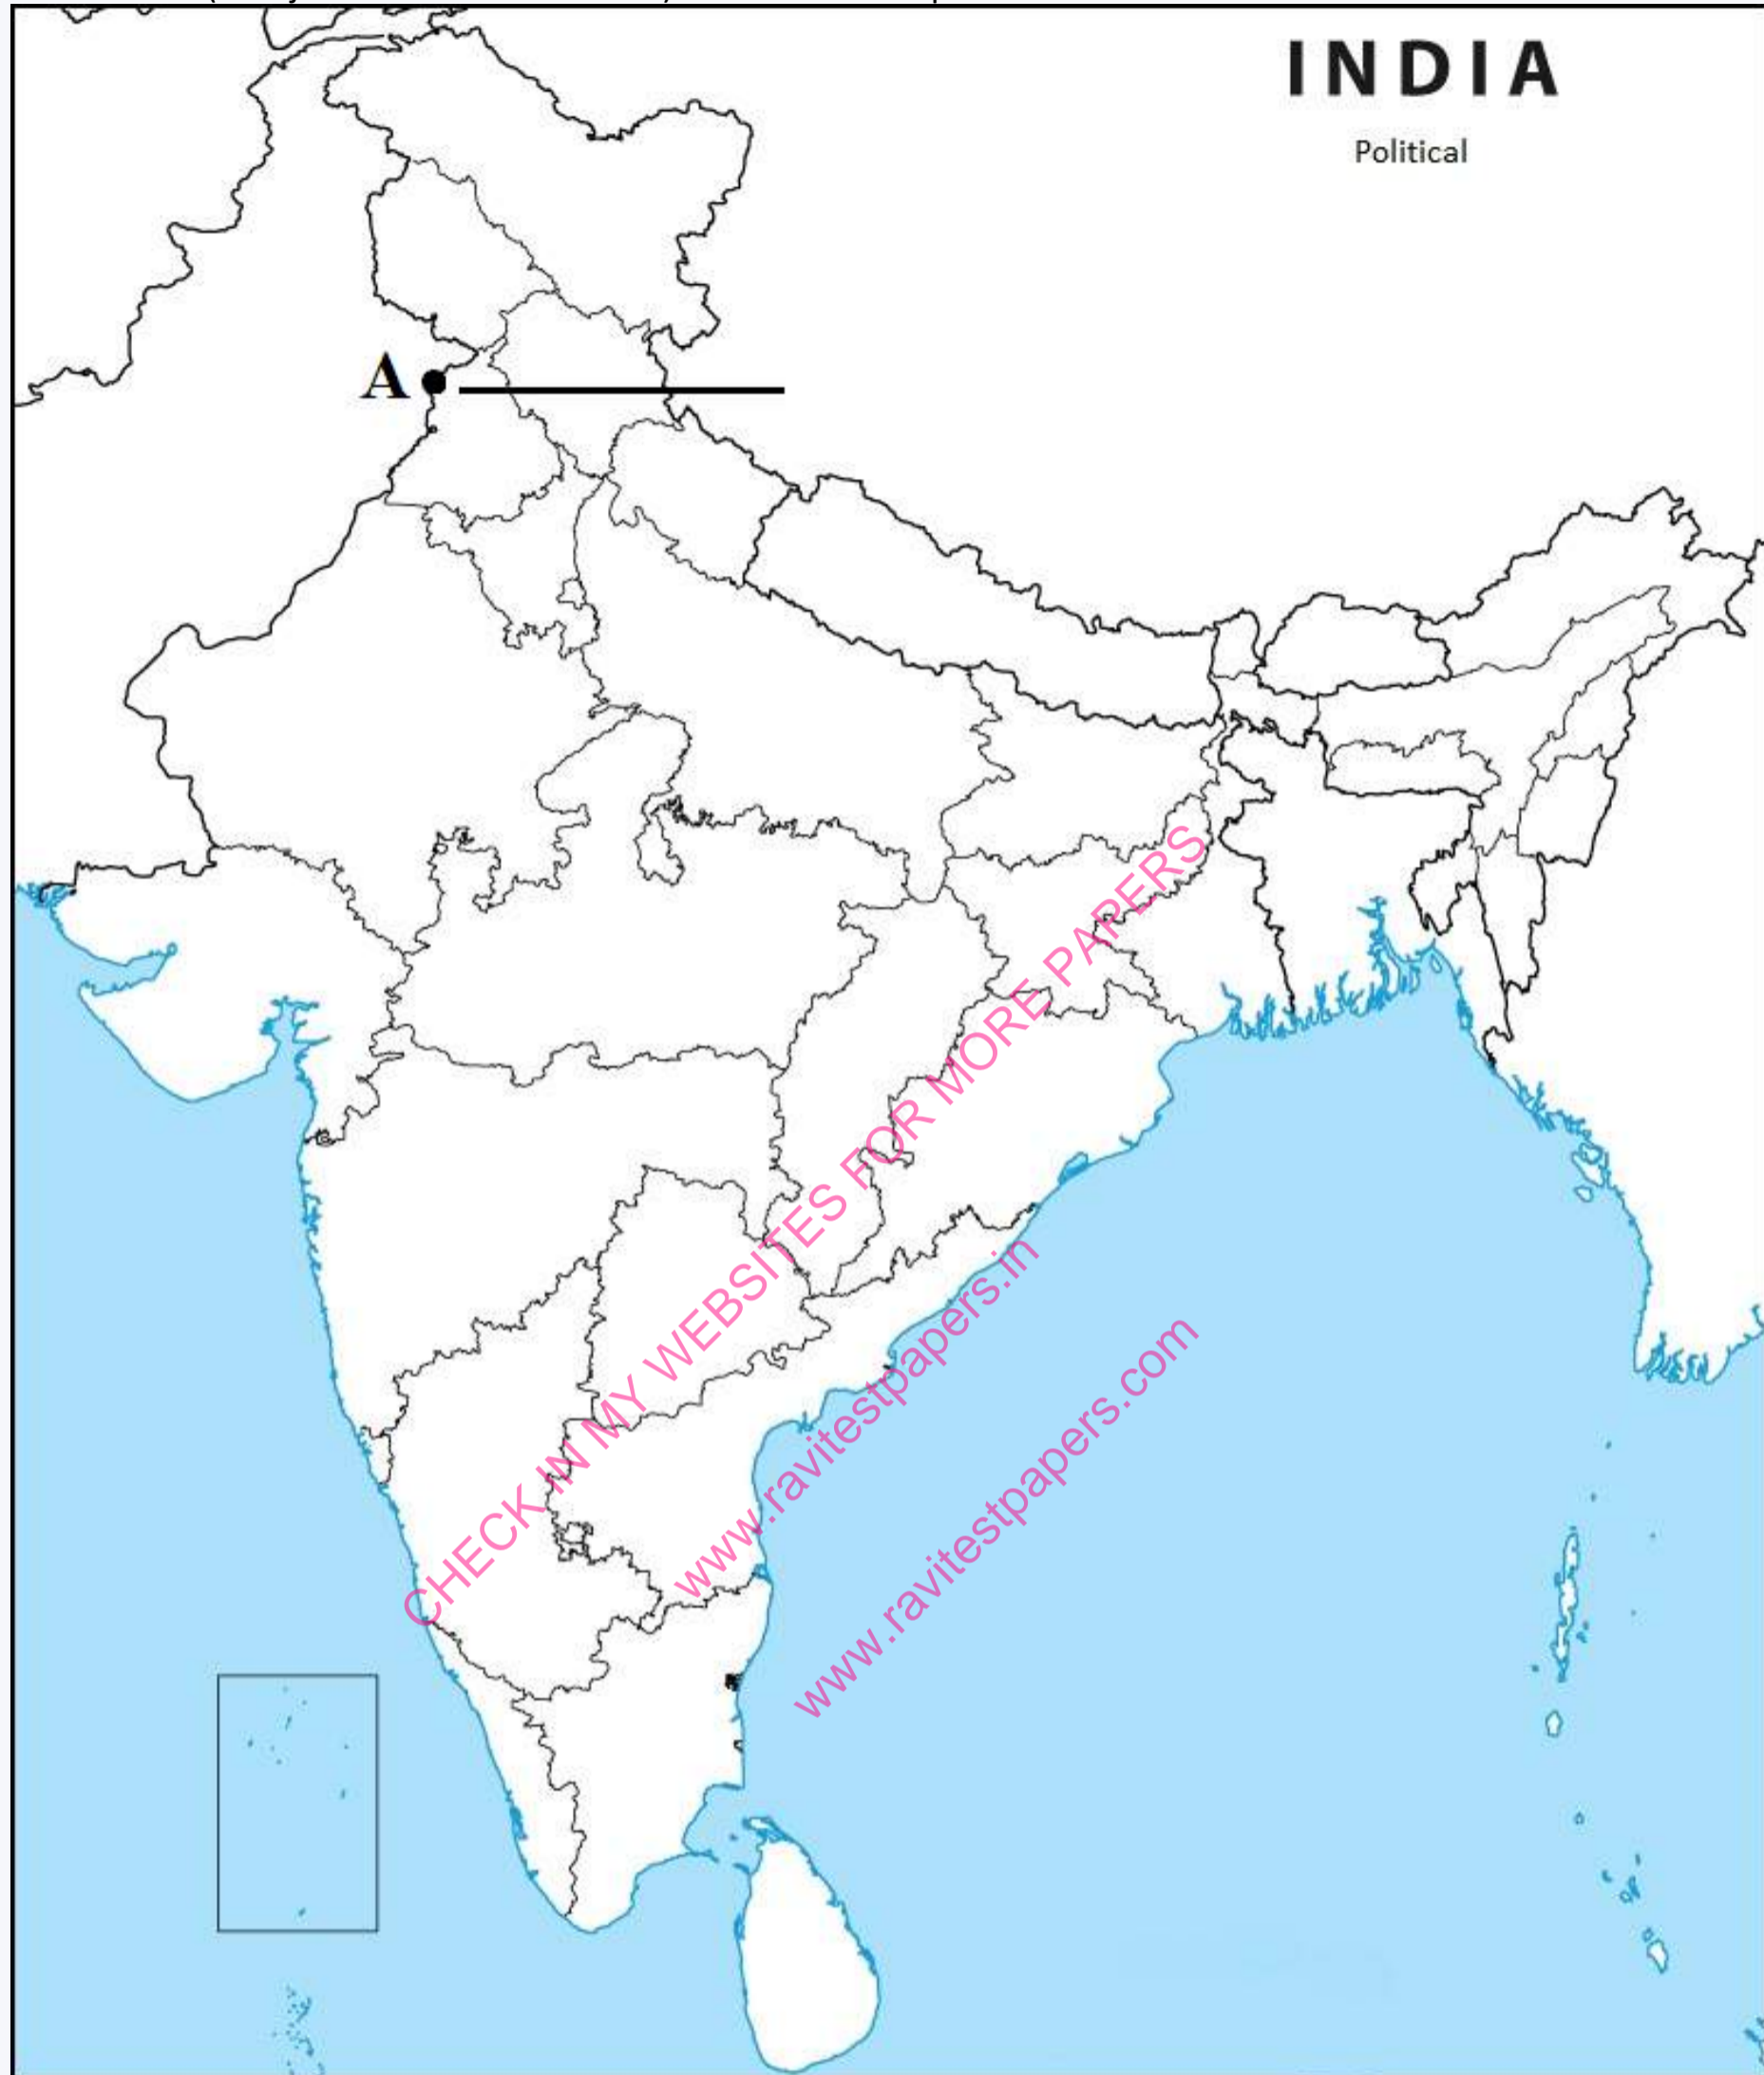 INDIA
Political
A
CHECK IN MY WEBSITES FOR MORE PAPERS
www.ravitestpapers.in
www.ravitestpapers.com